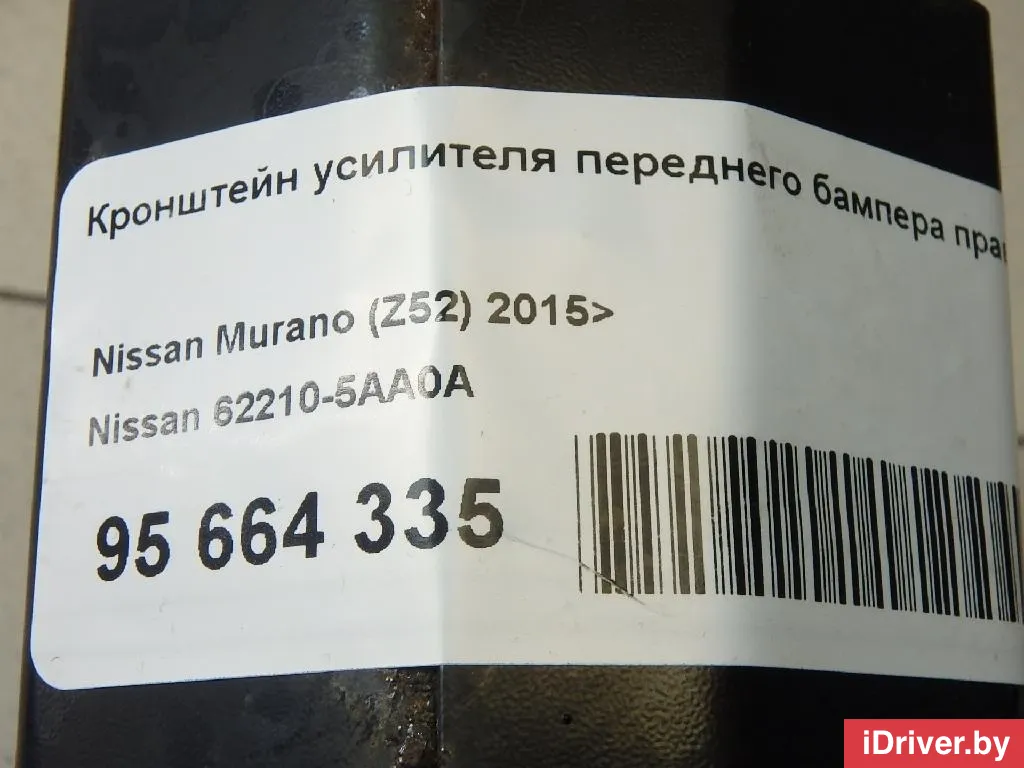 Кронштейн усилителя переднего бампера
Nissan Murano (Z52) 2015>
Nissan 62210-5AA0A
95 664 335
iDriver.by